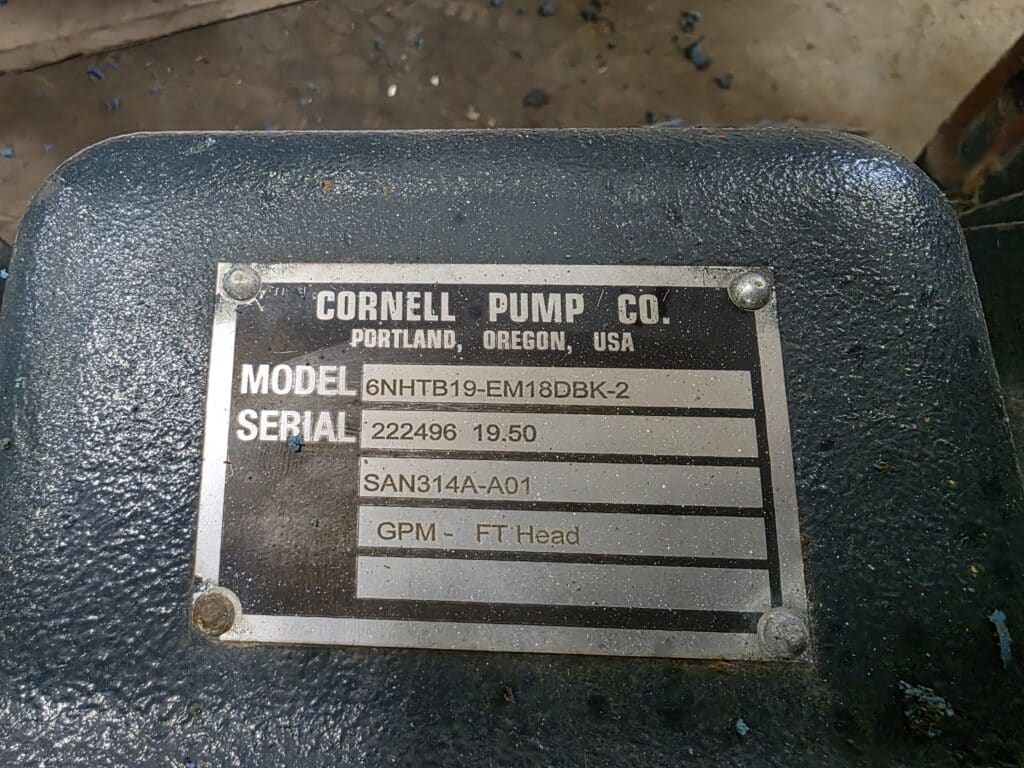 CORNELL PUMP CO.
PORTLAND, OREGON, USA
MODEL 6NHTB19-EM18DBK-2
SERIAL 222496 19.50
SAN314A-A01
GPM - FT Head